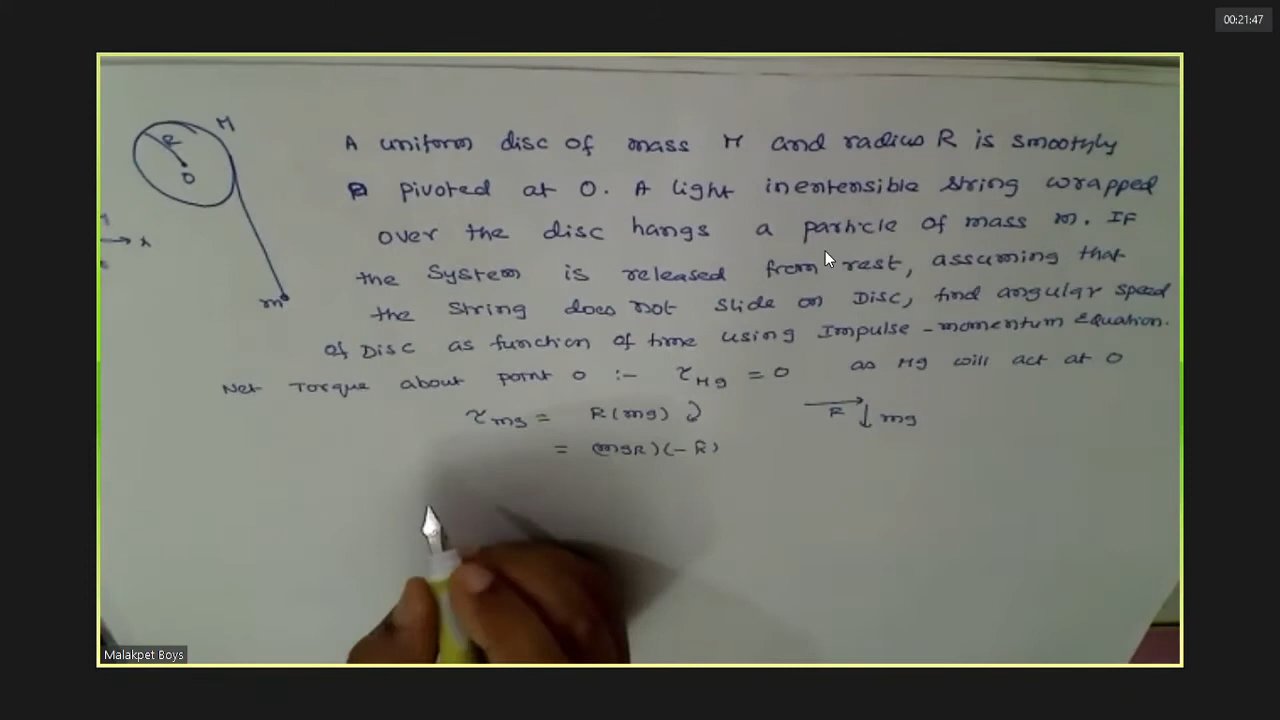 00:21:47
R M
O
m
A uniform disc of mass M and radius R is smoothly
pivoted at O. A light inentensible string wrapped
over the disc hangs a particle of mass m. IF
the System is released from rest, assuming that
the string does not slide on Disc, find angular speed
of Disc as function of time using Impulse - momentum Equation.
Net Torque about point O :- τMg = 0 as Mg will act at O
τmg = R(mg) R mg
= (mgR)(-k̂)
Malakpet Boys